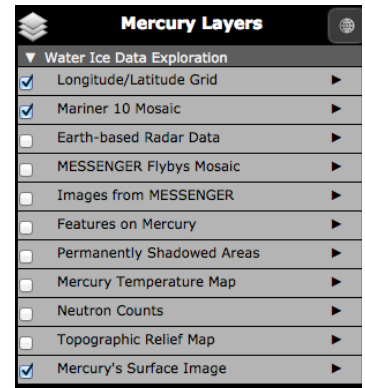 Mercury Layers
Water Ice Data Exploration
Longitude/Latitude Grid
Mariner 10 Mosaic
Earth-based Radar Data
MESSENGER Flybys Mosaic
Images from MESSENGER
Features on Mercury
Permanently Shadowed Areas
Mercury Temperature Map
Neutron Counts
Topographic Relief Map
Mercury's Surface Image